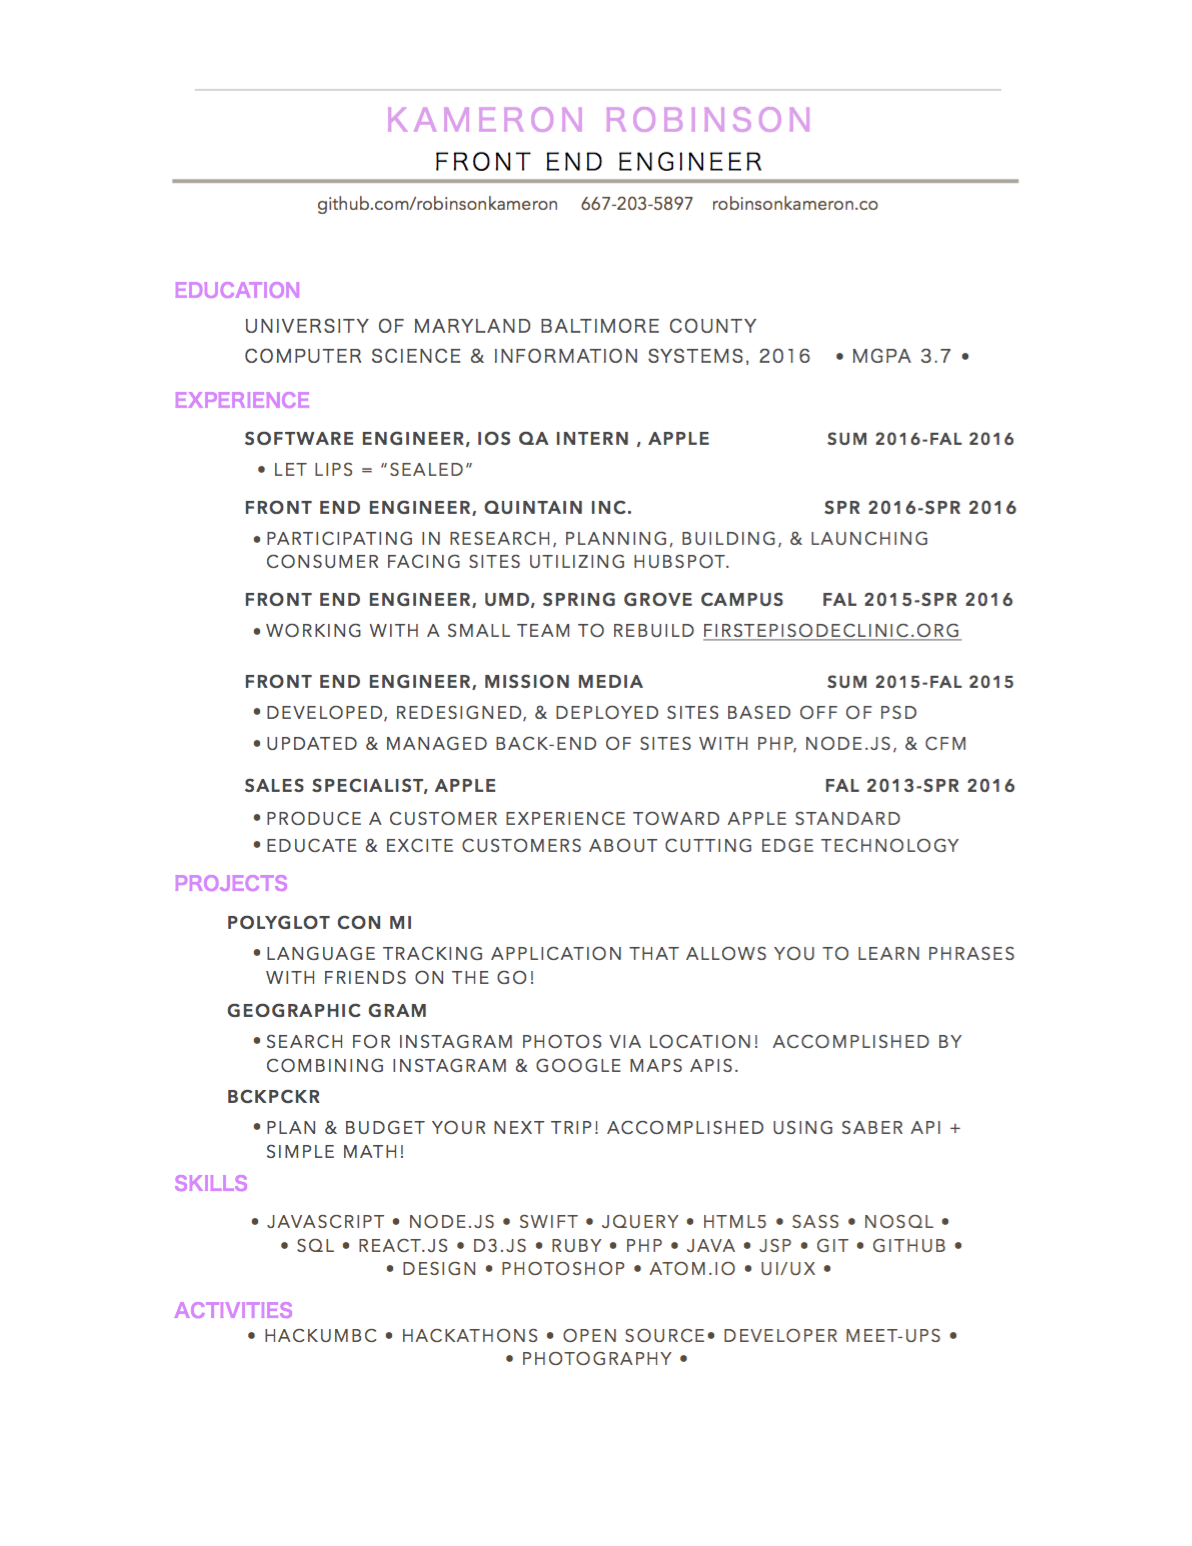 KAMERON ROBINSON
FRONT END ENGINEER
github.com/robinsonkameron 667-203-5897 robinsonkameron.co
EDUCATION
UNIVERSITY OF MARYLAND BALTIMORE COUNTY
COMPUTER SCIENCE & INFORMATION SYSTEMS, 2016 • MGPA 3.7 •
EXPERIENCE
SOFTWARE ENGINEER, IOS QA INTERN , APPLE SUM 2016-FAL 2016
• LET LIPS = “SEALED”
FRONT END ENGINEER, QUINTAIN INC. SPR 2016-SPR 2016
• PARTICIPATING IN RESEARCH, PLANNING, BUILDING, & LAUNCHING
CONSUMER FACING SITES UTILIZING HUBSPOT.
FRONT END ENGINEER, UMD, SPRING GROVE CAMPUS FAL 2015-SPR 2016
• WORKING WITH A SMALL TEAM TO REBUILD FIRSTEPISODECLINIC.ORG
FRONT END ENGINEER, MISSION MEDIA SUM 2015-FAL 2015
• DEVELOPED, REDESIGNED, & DEPLOYED SITES BASED OFF OF PSD
• UPDATED & MANAGED BACK-END OF SITES WITH PHP, NODE.JS, & CFM
SALES SPECIALIST, APPLE FAL 2013-SPR 2016
• PRODUCE A CUSTOMER EXPERIENCE TOWARD APPLE STANDARD
• EDUCATE & EXCITE CUSTOMERS ABOUT CUTTING EDGE TECHNOLOGY
PROJECTS
POLYGLOT CON MI
• LANGUAGE TRACKING APPLICATION THAT ALLOWS YOU TO LEARN PHRASES
WITH FRIENDS ON THE GO!
GEOGRAPHIC GRAM
• SEARCH FOR INSTAGRAM PHOTOS VIA LOCATION! ACCOMPLISHED BY
COMBINING INSTAGRAM & GOOGLE MAPS APIS.
BCKPCKR
• PLAN & BUDGET YOUR NEXT TRIP! ACCOMPLISHED USING SABER API +
SIMPLE MATH!
SKILLS
• JAVASCRIPT • NODE.JS • SWIFT • JQUERY • HTML5 • SASS • NOSQL •
• SQL • REACT.JS • D3.JS • RUBY • PHP • JAVA • JSP • GIT • GITHUB •
• DESIGN • PHOTOSHOP • ATOM.IO • UI/UX •
ACTIVITIES
• HACKUMBC • HACKATHONS • OPEN SOURCE• DEVELOPER MEET-UPS •
• PHOTOGRAPHY •